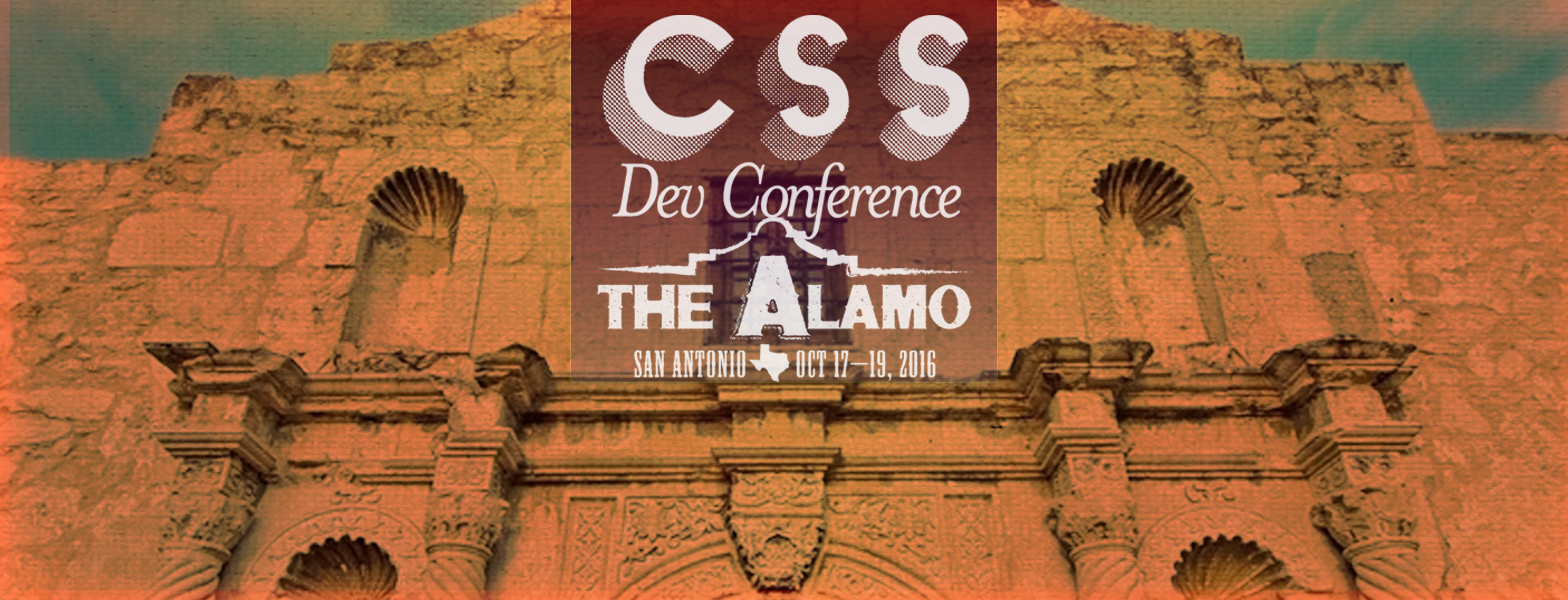 CSS
Dev Conference
THE ALAMO
SAN ANTONIO OCT 17—19, 2016